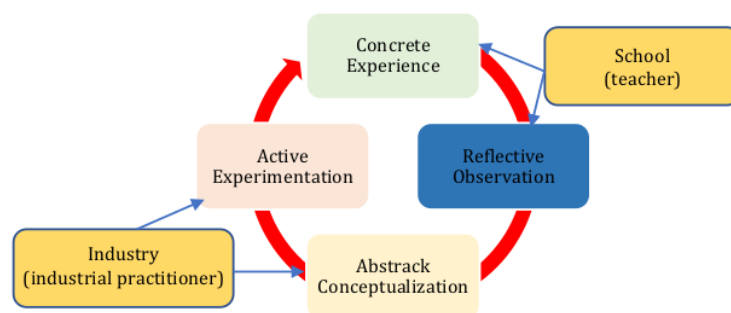 Concrete
Experience
School
(teacher)
Active
Experimentation
Reflective
Observation
Industry
(industrial practitioner)
Abstrack
Conceptualization